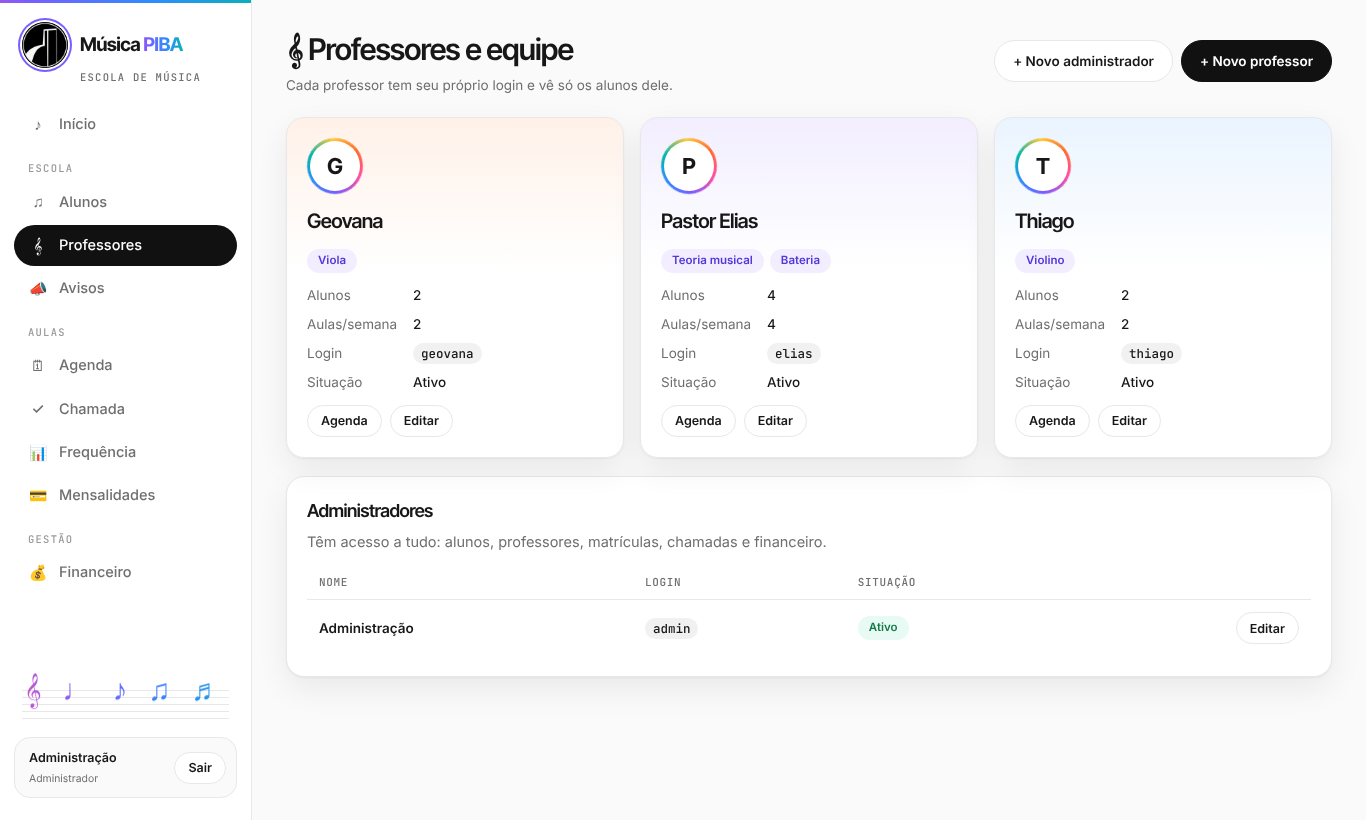 Música PIBA
ESCOLA DE MÚSICA
Início
ESCOLA
Alunos
Professores
Avisos
AULAS
Agenda
Chamada
Frequência
Mensalidades
GESTÃO
Financeiro
Administração
Administrador
Sair
Professores e equipe
Cada professor tem seu próprio login e vê só os alunos dele.
+ Novo administrador
+ Novo professor
G
Geovana
Viola
Alunos 2
Aulas/semana 2
Login geovana
Situação Ativo
Agenda Editar
P
Pastor Elias
Teoria musical Bateria
Alunos 4
Aulas/semana 4
Login elias
Situação Ativo
Agenda Editar
T
Thiago
Violino
Alunos 2
Aulas/semana 2
Login thiago
Situação Ativo
Agenda Editar
Administradores
Têm acesso a tudo: alunos, professores, matrículas, chamadas e financeiro.
NOME LOGIN SITUAÇÃO
Administração admin Ativo Editar